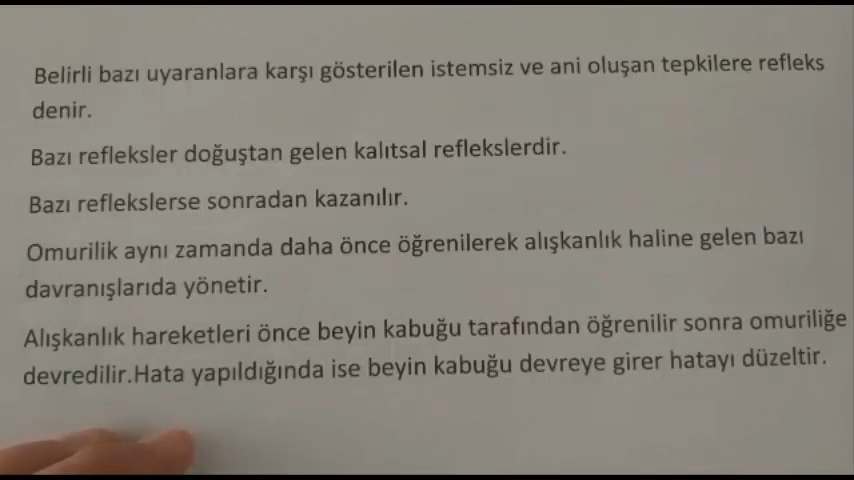 Belirli bazı uyaranlara karşı gösterilen istemsiz ve ani oluşan tepkilere refleks
denir.
Bazı refleksler doğuştan gelen kalıtsal reflekslerdir.
Bazı reflekslerse sonradan kazanılır.
Omurilik aynı zamanda daha önce öğrenilerek alışkanlık haline gelen bazı
davranışlarıda yönetir.
Alışkanlık hareketleri önce beyin kabuğu tarafından öğrenilir sonra omuriliğe
devredilir.Hata yapıldığında ise beyin kabuğu devreye girer hatayı düzeltir.